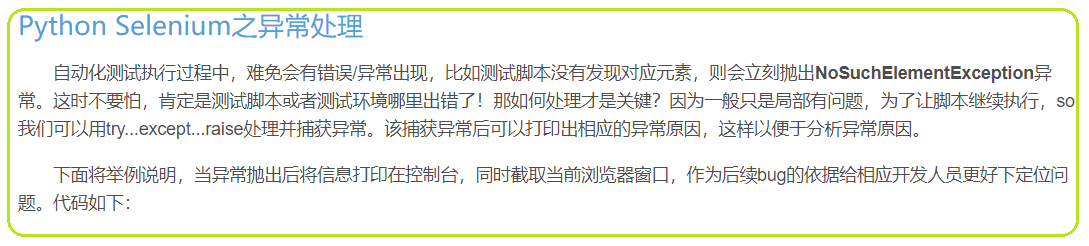 Python Selenium之异常处理
自动化测试执行过程中，难免会有错误/异常出现，比如测试脚本没有发现对应元素，则会立刻抛出NoSuchElementException异
常。这时不要怕，肯定是测试脚本或者测试环境哪里出错了！那如何处理才是关键？因为一般只是局部有问题，为了让脚本继续执行，so
我们可以用try...except...raise处理并捕获异常。该捕获异常后可以打印出相应的异常原因，这样以便于分析异常原因。
下面将举例说明，当异常抛出后将信息打印在控制台，同时截取当前浏览器窗口，作为后续bug的依据给相应开发人员更好下定位问
题。代码如下：